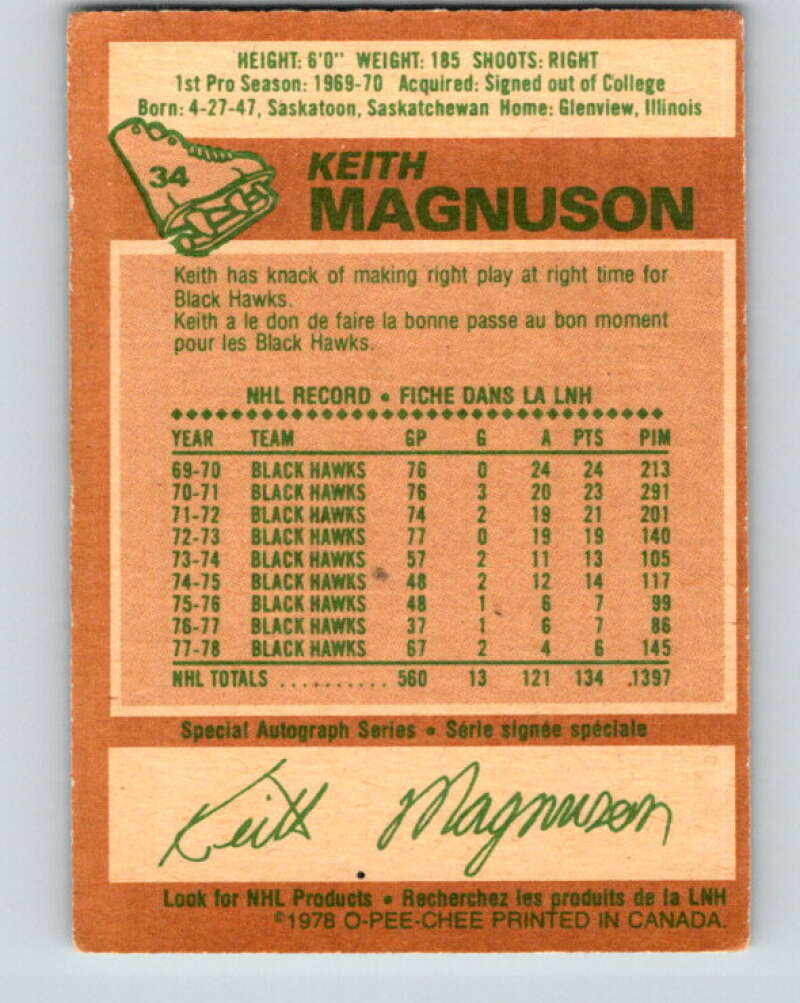 HEIGHT: 6'0" WEIGHT: 185 SHOOTS: RIGHT
1st Pro Season: 1969-70 Acquired: Signed out of College
Born: 4-27-47, Saskatoon, Saskatchewan Home: Glenview, Illinois
34
KEITH
MAGNUSON
Keith has knack of making right play at right time for
Black Hawks.
Keith a le don de faire la bonne passe au bon moment
pour les Black Hawks.
NHL RECORD • FICHE DANS LA LNH
YEAR TEAM GP G A PTS PIM
69-70 BLACK HAWKS 76 0 24 24 213
70-71 BLACK HAWKS 76 3 20 23 291
71-72 BLACK HAWKS 74 2 19 21 201
72-73 BLACK HAWKS 77 0 19 19 140
73-74 BLACK HAWKS 57 2 11 13 105
74-75 BLACK HAWKS 48 2 12 14 117
75-76 BLACK HAWKS 48 1 6 7 99
76-77 BLACK HAWKS 37 1 6 7 86
77-78 BLACK HAWKS 67 2 4 6 145
NHL TOTALS .......... 560 13 121 134 .1397
Special Autograph Series • Série signée spéciale
Keith Magnuson
Look for NHL Products • Recherchez les produits de la LNH
©1978 O-PEE-CHEE PRINTED IN CANADA.